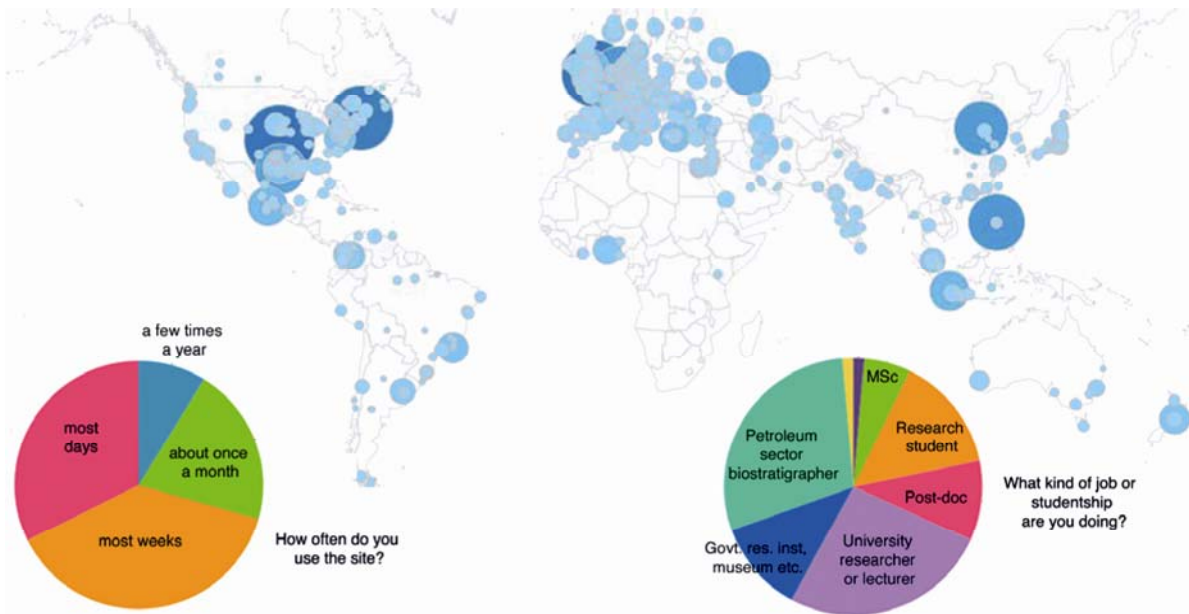 a few times
a year
most
days
about once
a month
most weeks
How often do you
use the site?
MSc
Research
student
Petroleum
sector
biostratigrapher
Post-doc
What kind of job or
studentship
are you doing?
Govt. res. inst,
museum etc.
University
researcher
or lecturer